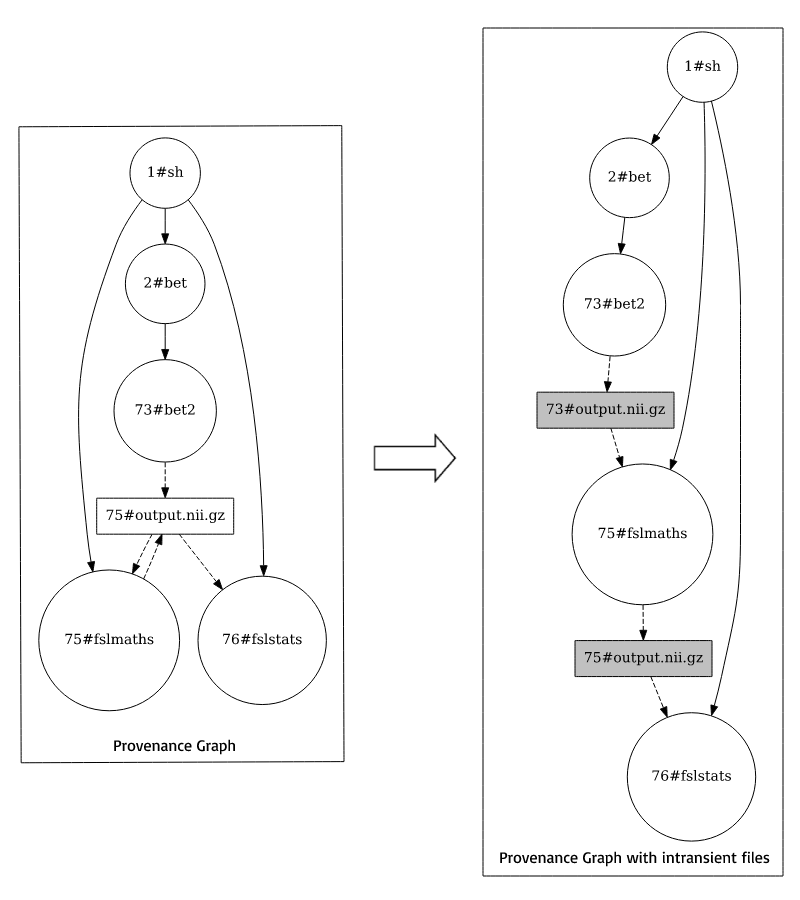 1#sh
2#bet
73#bet2
75#output.nii.gz
75#fslmaths
76#fslstats
Provenance Graph
1#sh
2#bet
73#bet2
73#output.nii.gz
75#fslmaths
75#output.nii.gz
76#fslstats
Provenance Graph with intransient files